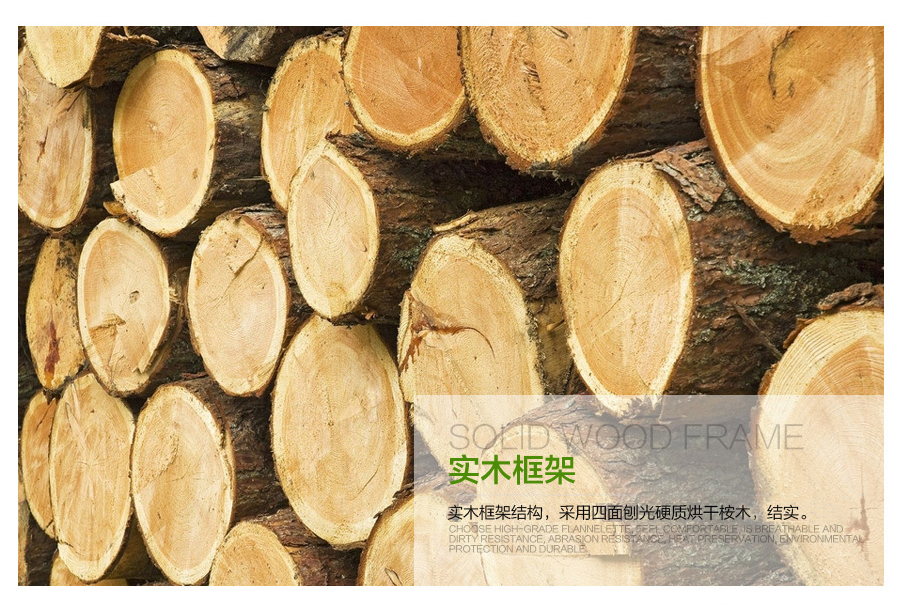 SOLID WOOD FRAME
实木框架
实木框架结构，采用四面刨光硬质烘干桉木，结实。
CHOOSE HIGH-GRADE FLANNELETTE, FEEL COMFORTABLE, IS BREATHABLE AND
DIRTY RESISTANCE, ABRASION RESISTANCE, HEAT PRESERVATION, ENVIRONMENTAL
PROTECTION AND DURABLE.